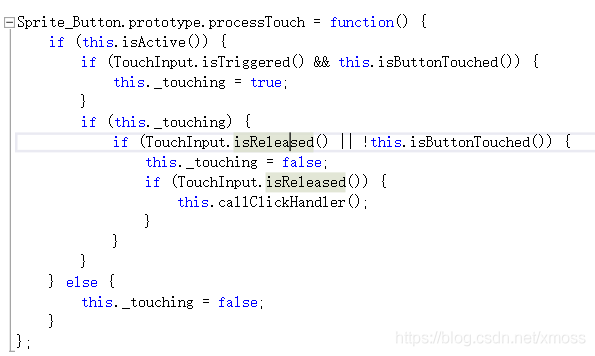 Sprite_Button.prototype.processTouch = function() {
    if (this.isActive()) {
        if (TouchInput.isTriggered() && this.isButtonTouched()) {
            this._touching = true;
        }
        if (this._touching) {
            if (TouchInput.isReleased() || !this.isButtonTouched()) {
                this._touching = false;
                if (TouchInput.isReleased()) {
                    this.callClickHandler();
                }
            }
        }
    } else {
        this._touching = false;
    }
};
https://blog.csdn.net/xmoss